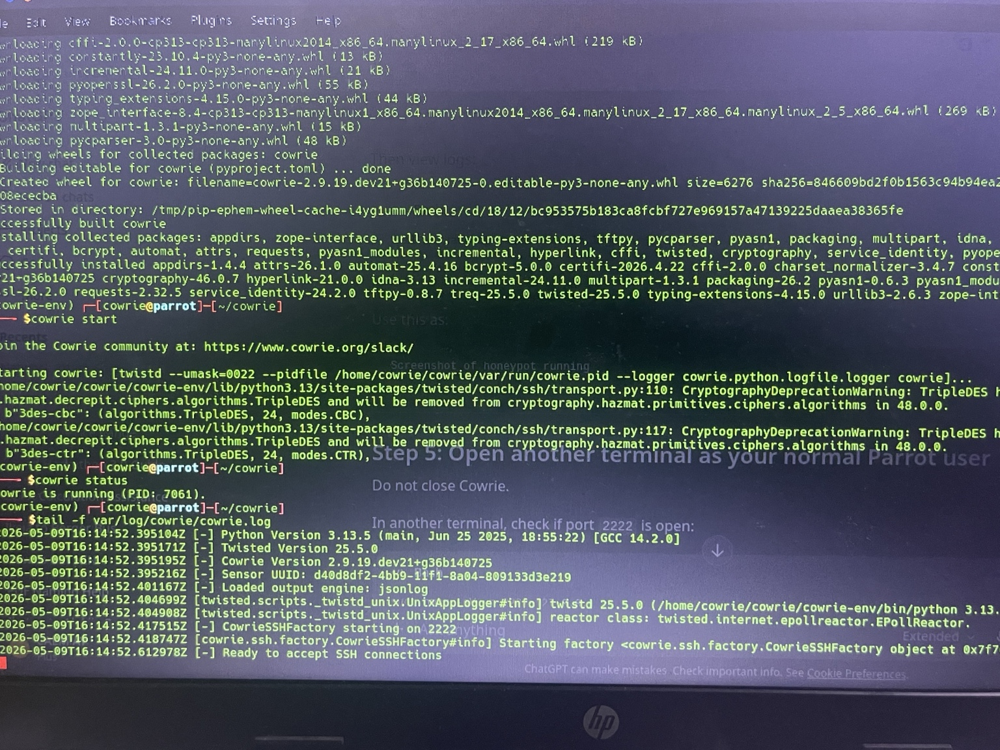 Edit View Bookmarks Plugins Settings Help
cffi-2.0.0-cp313-cp313-manylinux2014_x86_64.manylinux_2_17_x86_64.whl (219 kB)
constantly-23.10.4-py3-none-any.whl (13 kB)
incremental-24.11.0-py3-none-any.whl (21 kB)
pyopenssl-26.2.0-py3-none-any.whl (55 kB)
typing_extensions-4.15.0-py3-none-any.whl (44 kB)
zope_interface-8.4-cp313-cp313-manylinux1_x86_64.manylinux2014_x86_64.manylinux_2_17_x86_64.manylinux_2_5_x86_64.whl (269 kB)
multipart-1.3.1-py3-none-any.whl (15 kB)
pycparser-3.0-py3-none-any.whl (48 kB)
ilding wheels for collected packages: cowrie
Building editable for cowrie (pyproject.toml) ... done
Then view logs:
Created wheel for cowrie: filename=cowrie-2.9.19.dev21+g36b140725-0.editable-py3-none-any.whl size=6276 sha256=846609bd2f0b1563c94b94ea2
08ececba
chats
Stored in directory: /tmp/pip-ephem-wheel-cache-i4yg1umm/wheels/cd/18/12/bc953575b183ca8fcbf727e969157a47139225daaea38365fe
ccessfully built cowrie
stalling collected packages: appdirs, zope-interface, urllib3, typing-extensions, tftpy, pycparser, pyasn1, packaging, multipart, idna,
certifi, bcrypt, automat, attrs, requests, pyasn1_modules, incremental, hyperlink, cffi, twisted, cryptography, service_identity, pyope
ccessfully installed appdirs-1.4.4 attrs-26.1.0 automat-25.4.16 bcrypt-5.0.0 certifi-2026.4.22 cffi-2.0.0 charset_normalizer-3.4.7 const
21+g36b140725 cryptography-46.0.7 hyperlink-21.0.0 idna-3.13 incremental-24.11.0 multipart-1.3.1 packaging-26.2 pyasn1-0.6.3 pyasn1_modu
sl-26.2.0 requests-2.32.5 service_identity-24.2.0 tftpy-0.8.7 treq-25.5.0 twisted-25.5.0 typing-extensions-4.15.0 urllib3-2.6.3 zope-int
cowrie-env) ┌─[cowrie@parrot]─[~/cowrie]
── $cowrie start
Use this as:
Recents
oin the Cowrie community at: https://www.cowrie.org/slack/
Screenshot of honeypot running
tarting cowrie: [twistd --umask=0022 --pidfile /home/cowrie/cowrie/var/run/cowrie.pid --logger cowrie.python.logfile.logger cowrie]...
home/cowrie/cowrie/cowrie-env/lib/python3.13/site-packages/twisted/conch/ssh/transport.py:110: CryptographyDeprecationWarning: TripleDES h
.hazmat.decrepit.ciphers.algorithms.TripleDES and will be removed from cryptography.hazmat.primitives.ciphers.algorithms in 48.0.0.
b"3des-cbc": (algorithms.TripleDES, 24, modes.CBC),
home/cowrie/cowrie/cowrie-env/lib/python3.13/site-packages/twisted/conch/ssh/transport.py:117: CryptographyDeprecationWarning: TripleDES h
.hazmat.decrepit.ciphers.algorithms.TripleDES and will be removed from cryptography.hazmat.primitives.ciphers.algorithms in 48.0.0.
b"3des-ctr": (algorithms.TripleDES, 24, modes.CTR),
Step 5: Open another terminal as your normal Parrot user
cowrie-env) ┌─[cowrie@parrot]─[~/cowrie]
── $cowrie status
Do not close Cowrie.
owrie is running (PID: 7061).
cowrie-env) ┌─[cowrie@parrot]─[~/cowrie]
── $tail -f var/log/cowrie/cowrie.log
In another terminal, check if port 2222 is open:
2026-05-09T16:14:52.395104Z [-] Python Version 3.13.5 (main, Jun 25 2025, 18:55:22) [GCC 14.2.0]
2026-05-09T16:14:52.395171Z [-] Twisted Version 25.5.0
2026-05-09T16:14:52.395195Z [-] Cowrie Version 2.9.19.dev21+g36b140725
2026-05-09T16:14:52.395216Z [-] Sensor UUID: d40d8df2-4bb9-11f1-8a04-809133d3e219
2026-05-09T16:14:52.401167Z [-] Loaded output engine: jsonlog
2026-05-09T16:14:52.404699Z [twisted.scripts._twistd_unix.UnixAppLogger#info] twistd 25.5.0 (/home/cowrie/cowrie/cowrie-env/bin/python 3.13.
2026-05-09T16:14:52.404908Z [twisted.scripts._twistd_unix.UnixAppLogger#info] reactor class: twisted.internet.epollreactor.EPollReactor.
2026-05-09T16:14:52.417515Z [-] CowrieSSHFactory starting on 2222
Extended
2026-05-09T16:14:52.418747Z [cowrie.ssh.factory.CowrieSSHFactory#info] Starting factory <cowrie.ssh.factory.CowrieSSHFactory object at 0x7f7
2026-05-09T16:14:52.612978Z [-] Ready to accept SSH connections
Plus
ChatGPT can make mistakes. Check important info. See Cookie Preferences.
hp